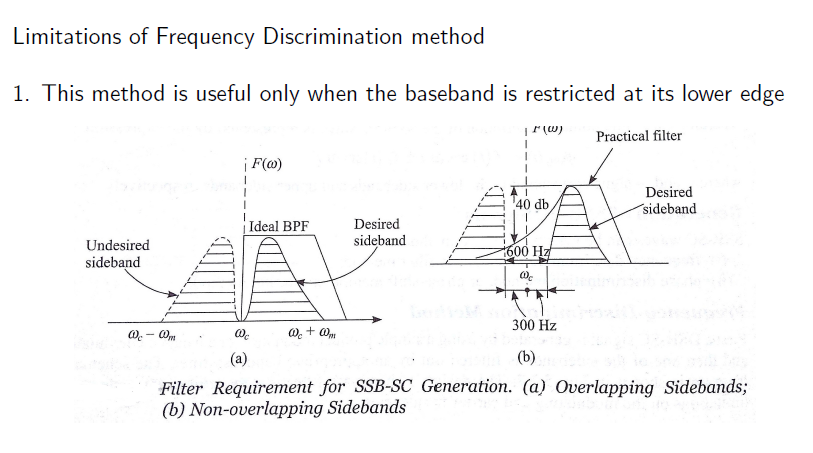 Limitations of Frequency Discrimination method
1. This method is useful only when the baseband is restricted at its lower edge
F(ω)
Ideal BPF
Undesired
sideband
Desired
sideband
ω_c − ω_m
ω_c
ω_c + ω_m
(a)
F(ω)
Practical filter
40 db
Desired
sideband
600 Hz
ω_c
300 Hz
(b)
Filter Requirement for SSB-SC Generation. (a) Overlapping Sidebands;
(b) Non-overlapping Sidebands